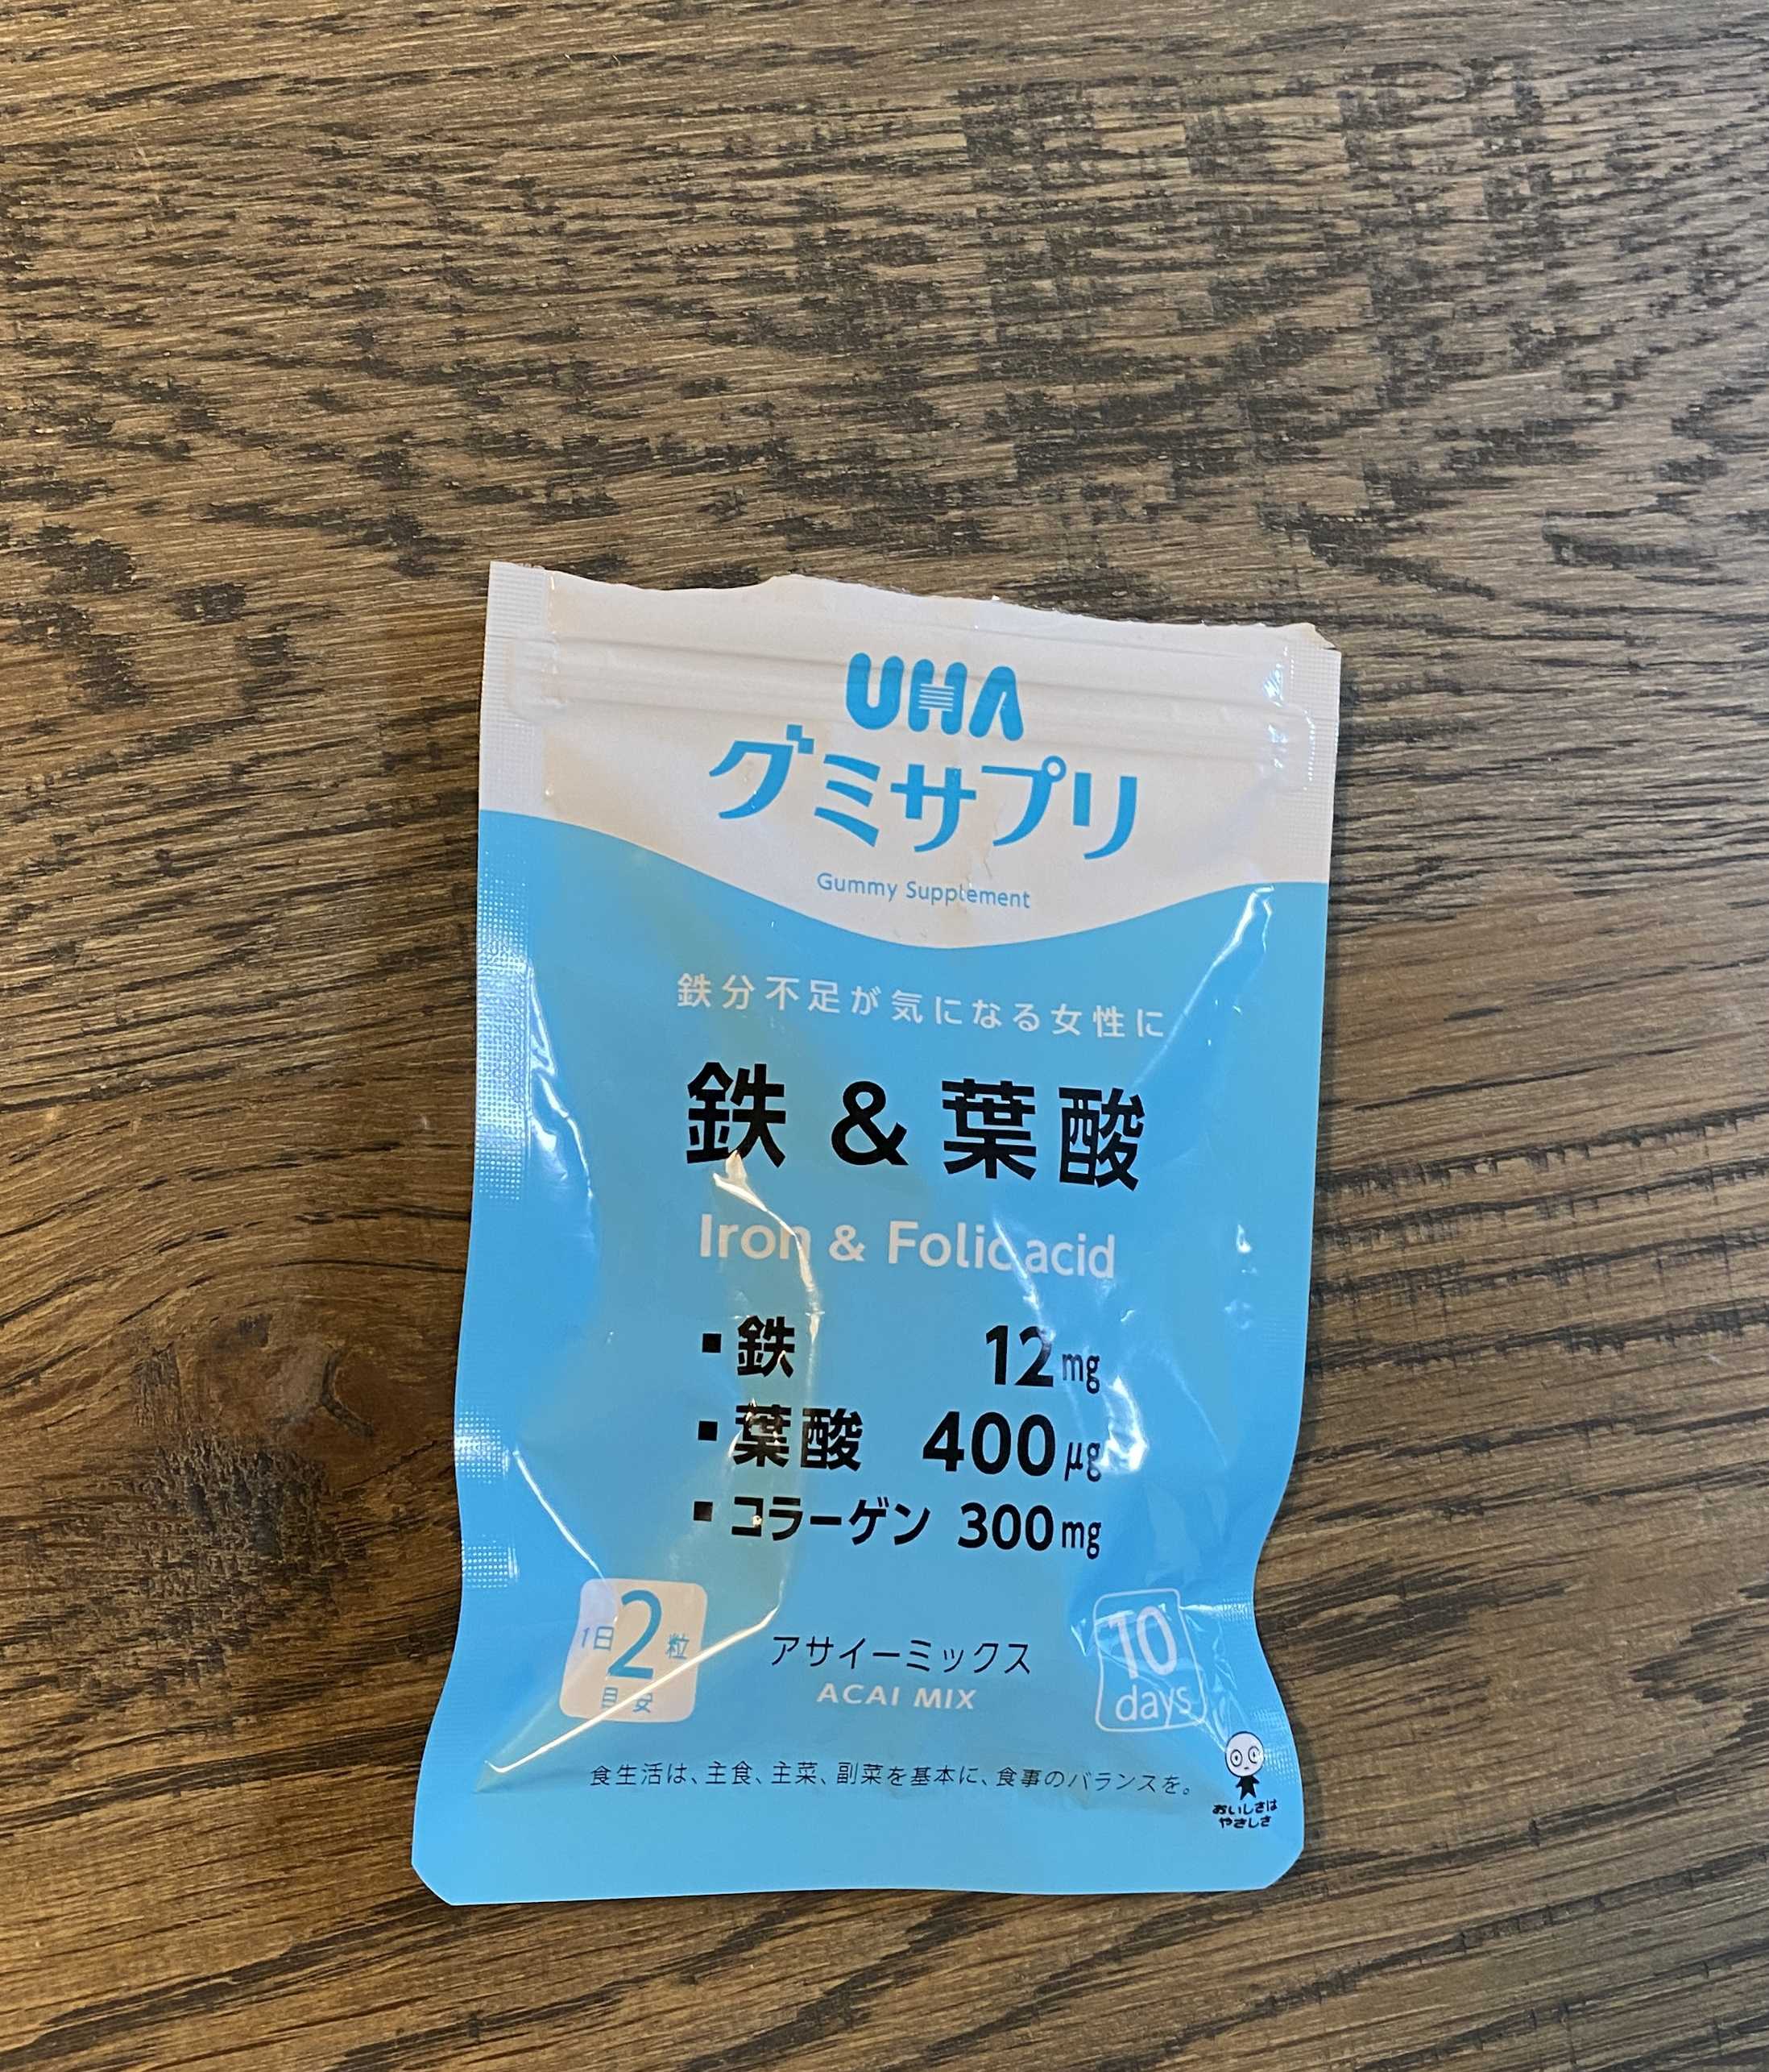 UHA
グミサプリ
Gummy Supplement
鉄分不足が気になる女性に
鉄 & 葉酸
Iron & Folic acid
▪鉄 12mg
▪葉酸 400μg
▪コラーゲン 300mg
1日2粒
目安
アサイーミックス
ACAI MIX
10
days
食生活は、主食、主菜、副菜を基本に、食事のバランスを。
おいしさは
やさしさ